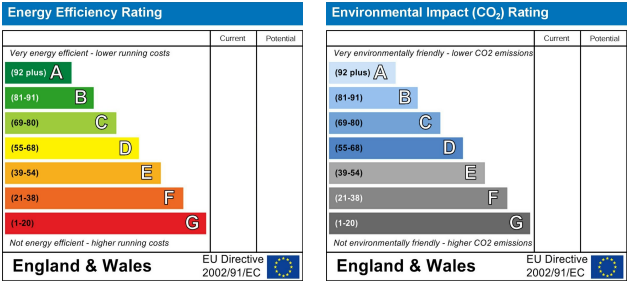 Energy Efficiency Rating
Current Potential
Very energy efficient - lower running costs
(92 plus) A
(81-91) B
(69-80) C
(55-68) D
(39-54) E
(21-38) F
(1-20) G
Not energy efficient - higher running costs
England & Wales
EU Directive
2002/91/EC
Environmental Impact (CO₂) Rating
Current Potential
Very environmentally friendly - lower CO2 emissions
(92 plus) A
(81-91) B
(69-80) C
(55-68) D
(39-54) E
(21-38) F
(1-20) G
Not environmentally friendly - higher CO2 emissions
England & Wales
EU Directive
2002/91/EC